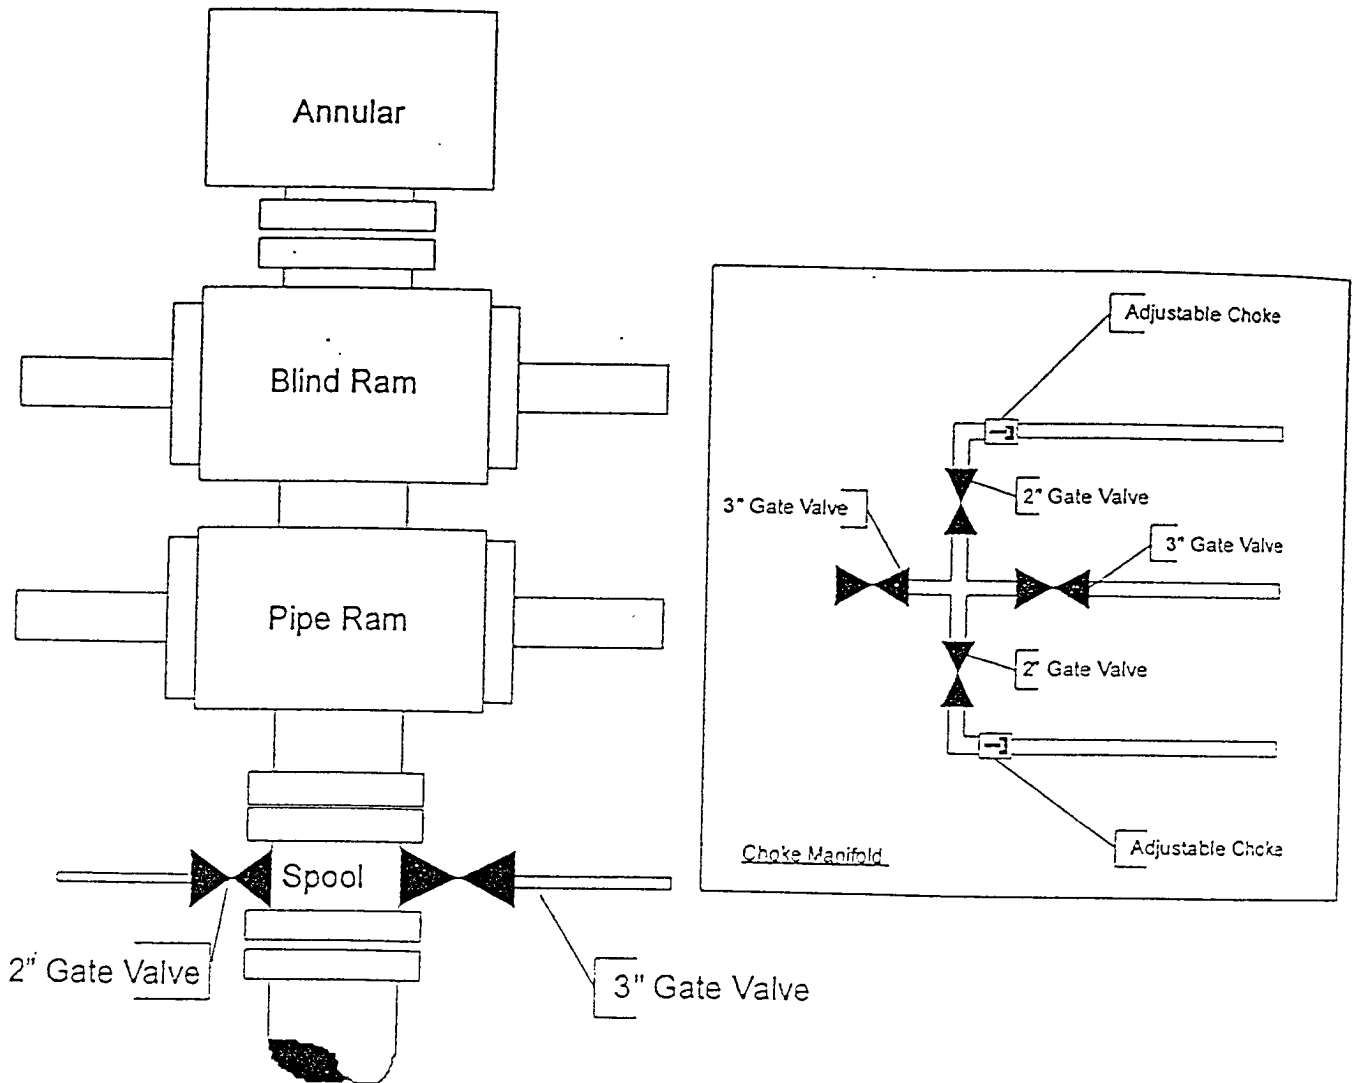 Annular
Blind Ram
Pipe Ram
Spool
2" Gate Valve
3" Gate Valve
Adjustable Choke
2" Gate Valve
3" Gate Valve
3" Gate Valve
2" Gate Valve
Adjustable Choke
Choke Manifold